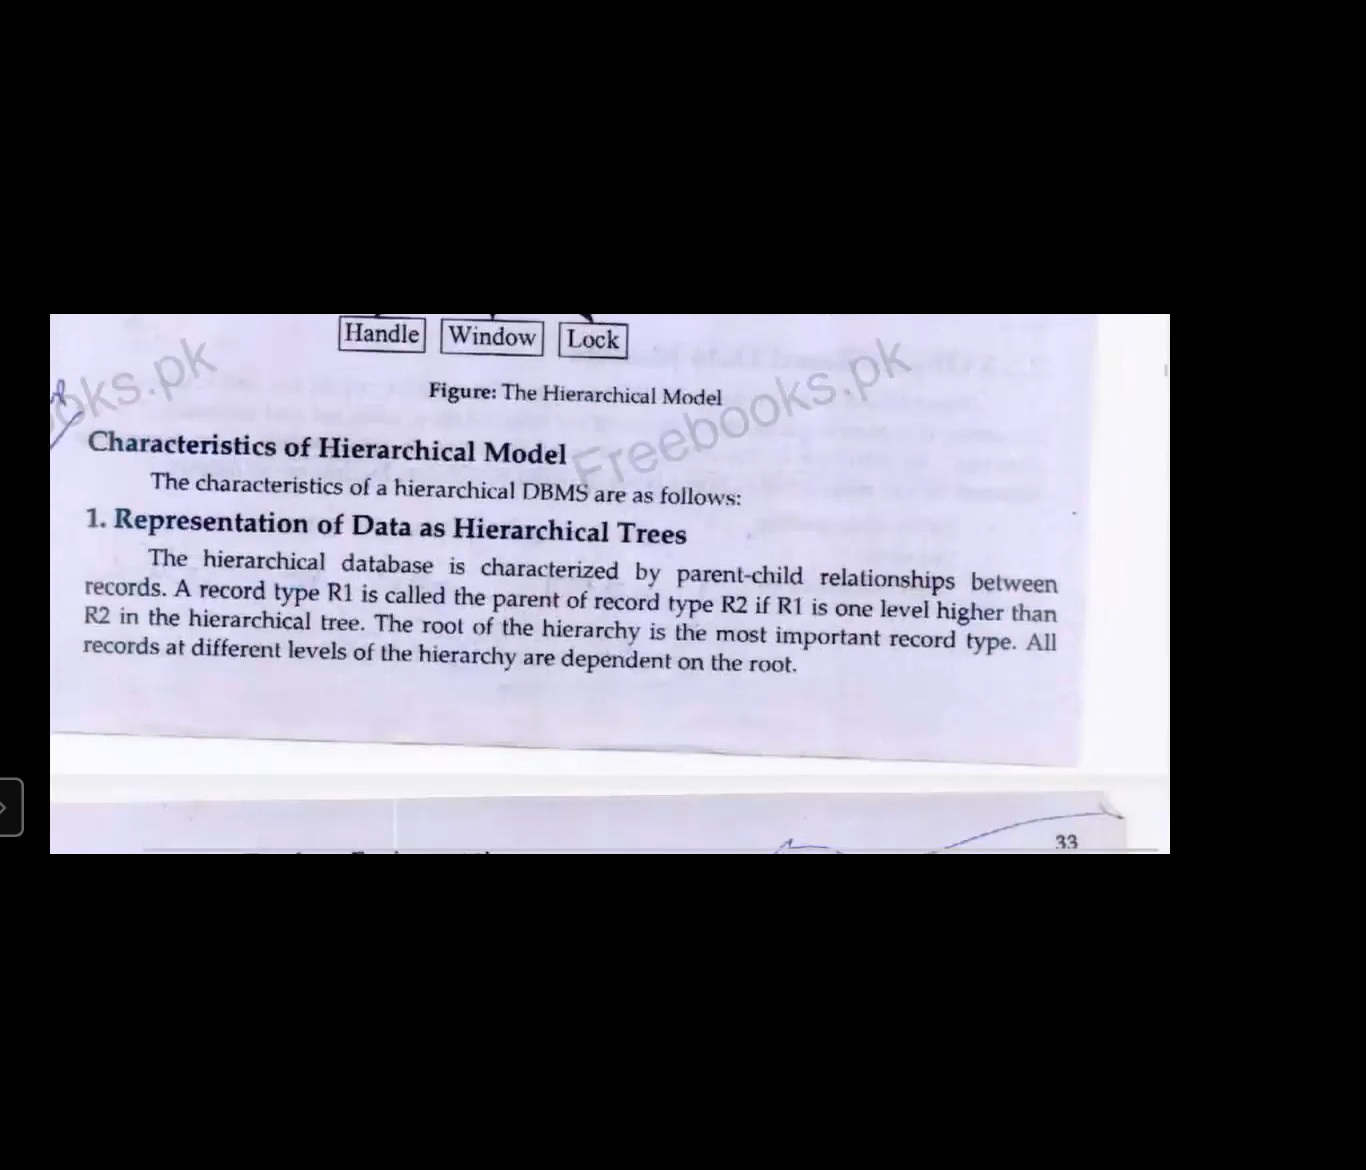 Handle Window Lock
Figure: The Hierarchical Model
ooks.pk
Freebooks.pk
Characteristics of Hierarchical Model
The characteristics of a hierarchical DBMS are as follows:
1. Representation of Data as Hierarchical Trees
The hierarchical database is characterized by parent-child relationships between
records. A record type R1 is called the parent of record type R2 if R1 is one level higher than
R2 in the hierarchical tree. The root of the hierarchy is the most important record type. All
records at different levels of the hierarchy are dependent on the root.
33